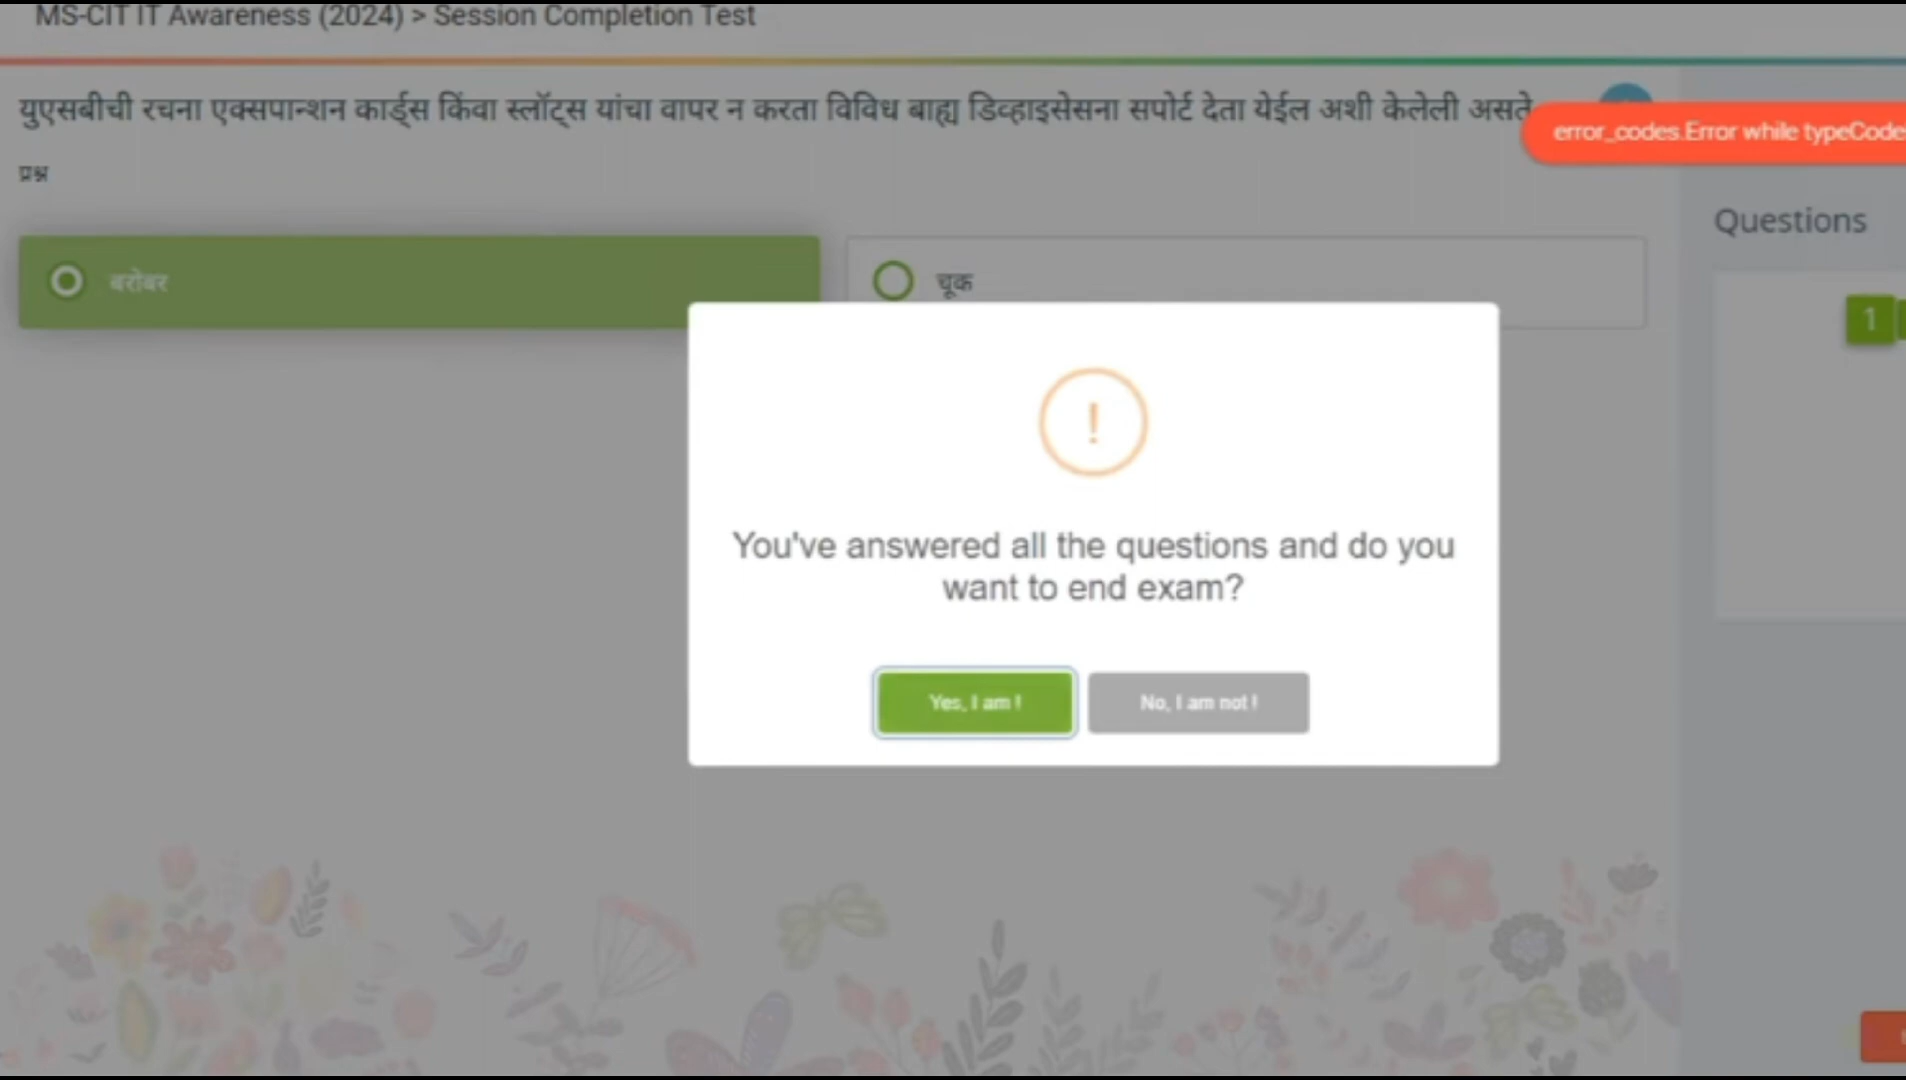 MS-CIT IT Awareness (2024) > Session Completion Test
युएसबीची रचना एक्सपान्शन कार्ड्स किंवा स्लॉट्स यांचा वापर न करता विविध बाह्य डिव्हाइसेसना सपोर्ट देता येईल अशी केलेली असते
error_codes.Error while typeCode
प्रश्न
Questions
बरोबर
चूक
1
!
You've answered all the questions and do you
want to end exam?
Yes, I am !
No, I am not !